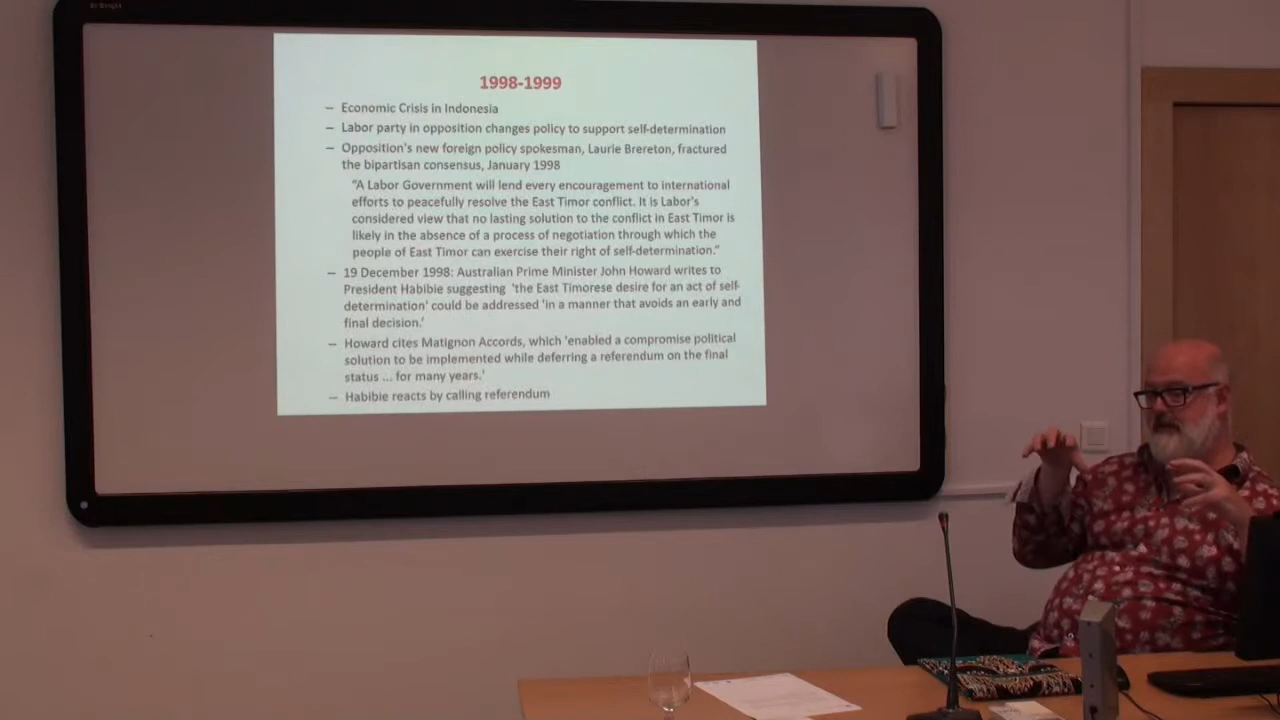 1998-1999
– Economic Crisis in Indonesia
– Labor party in opposition changes policy to support self-determination
– Opposition's new foreign policy spokesman, Laurie Brereton, fractured
the bipartisan consensus, January 1998
"A Labor Government will lend every encouragement to international
efforts to peacefully resolve the East Timor conflict. It is Labor's
considered view that no lasting solution to the conflict in East Timor is
likely in the absence of a process of negotiation through which the
people of East Timor can exercise their right of self-determination."
– 19 December 1998: Australian Prime Minister John Howard writes to
President Habibie suggesting 'the East Timorese desire for an act of self-
determination' could be addressed 'in a manner that avoids an early and
final decision.'
– Howard cites Matignon Accords, which 'enabled a compromise political
solution to be implemented while deferring a referendum on the final
status ... for many years.'
– Habibie reacts by calling referendum